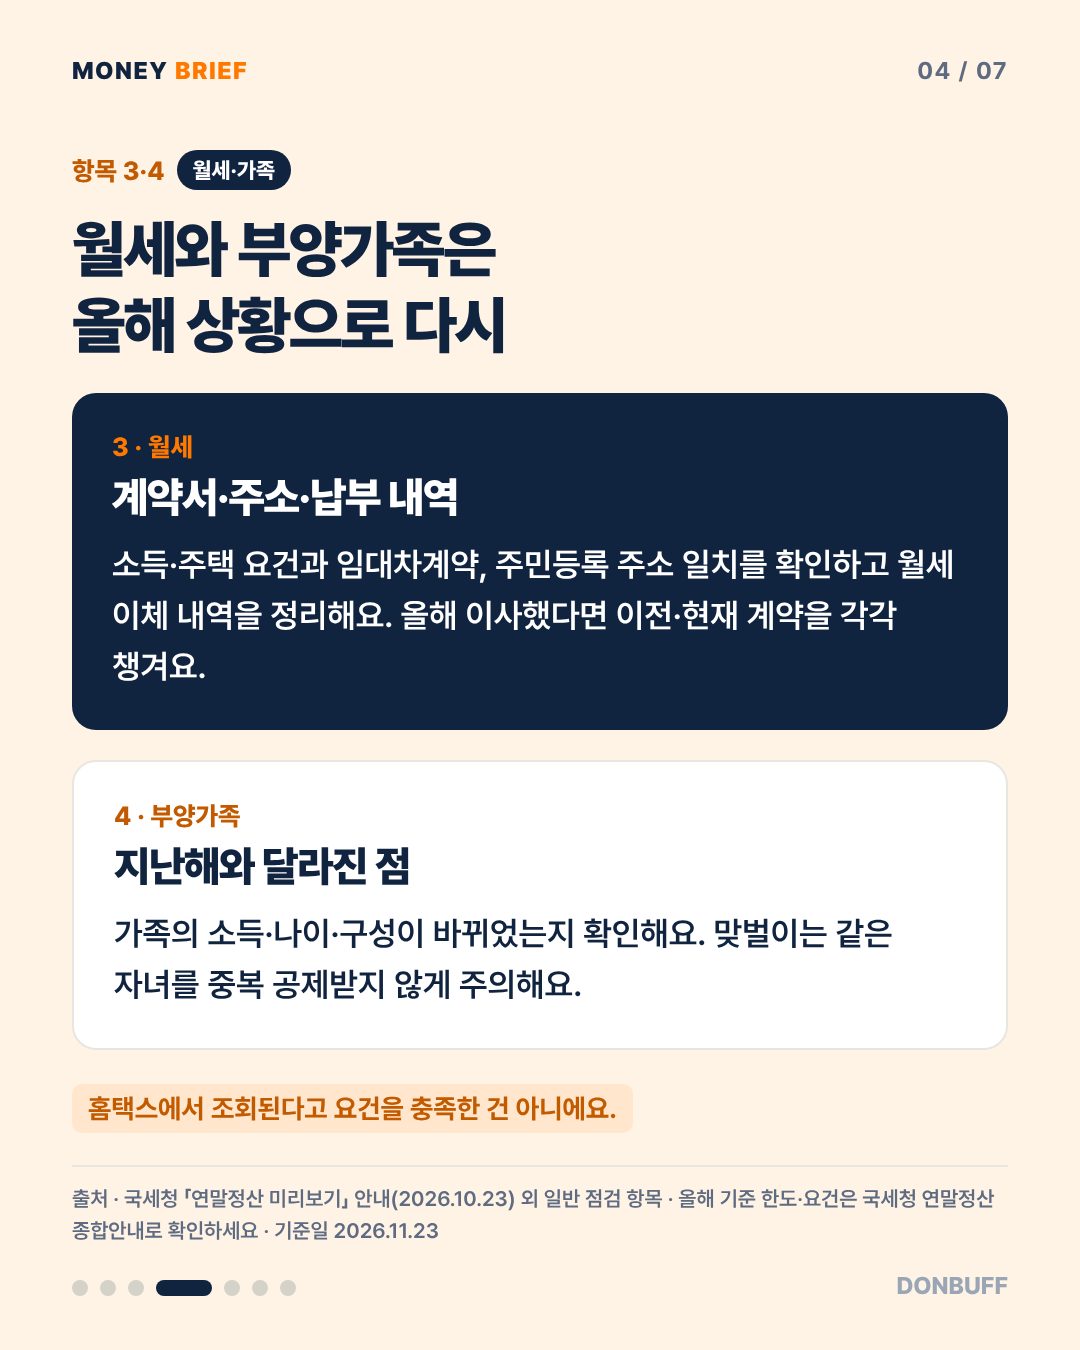 MONEY BRIEF
04 / 07
항목 3·4 월세·가족
월세와 부양가족은
올해 상황으로 다시
3 · 월세
계약서·주소·납부 내역
소득·주택 요건과 임대차계약, 주민등록 주소 일치를 확인하고 월세
이체 내역을 정리해요. 올해 이사했다면 이전·현재 계약을 각각
챙겨요.
4 · 부양가족
지난해와 달라진 점
가족의 소득·나이·구성이 바뀌었는지 확인해요. 맞벌이는 같은
자녀를 중복 공제받지 않게 주의해요.
홈택스에서 조회된다고 요건을 충족한 건 아니에요.
출처 · 국세청 「연말정산 미리보기」 안내(2026.10.23) 외 일반 점검 항목 · 올해 기준 한도·요건은 국세청 연말정산
종합안내로 확인하세요 · 기준일 2026.11.23
DONBUFF